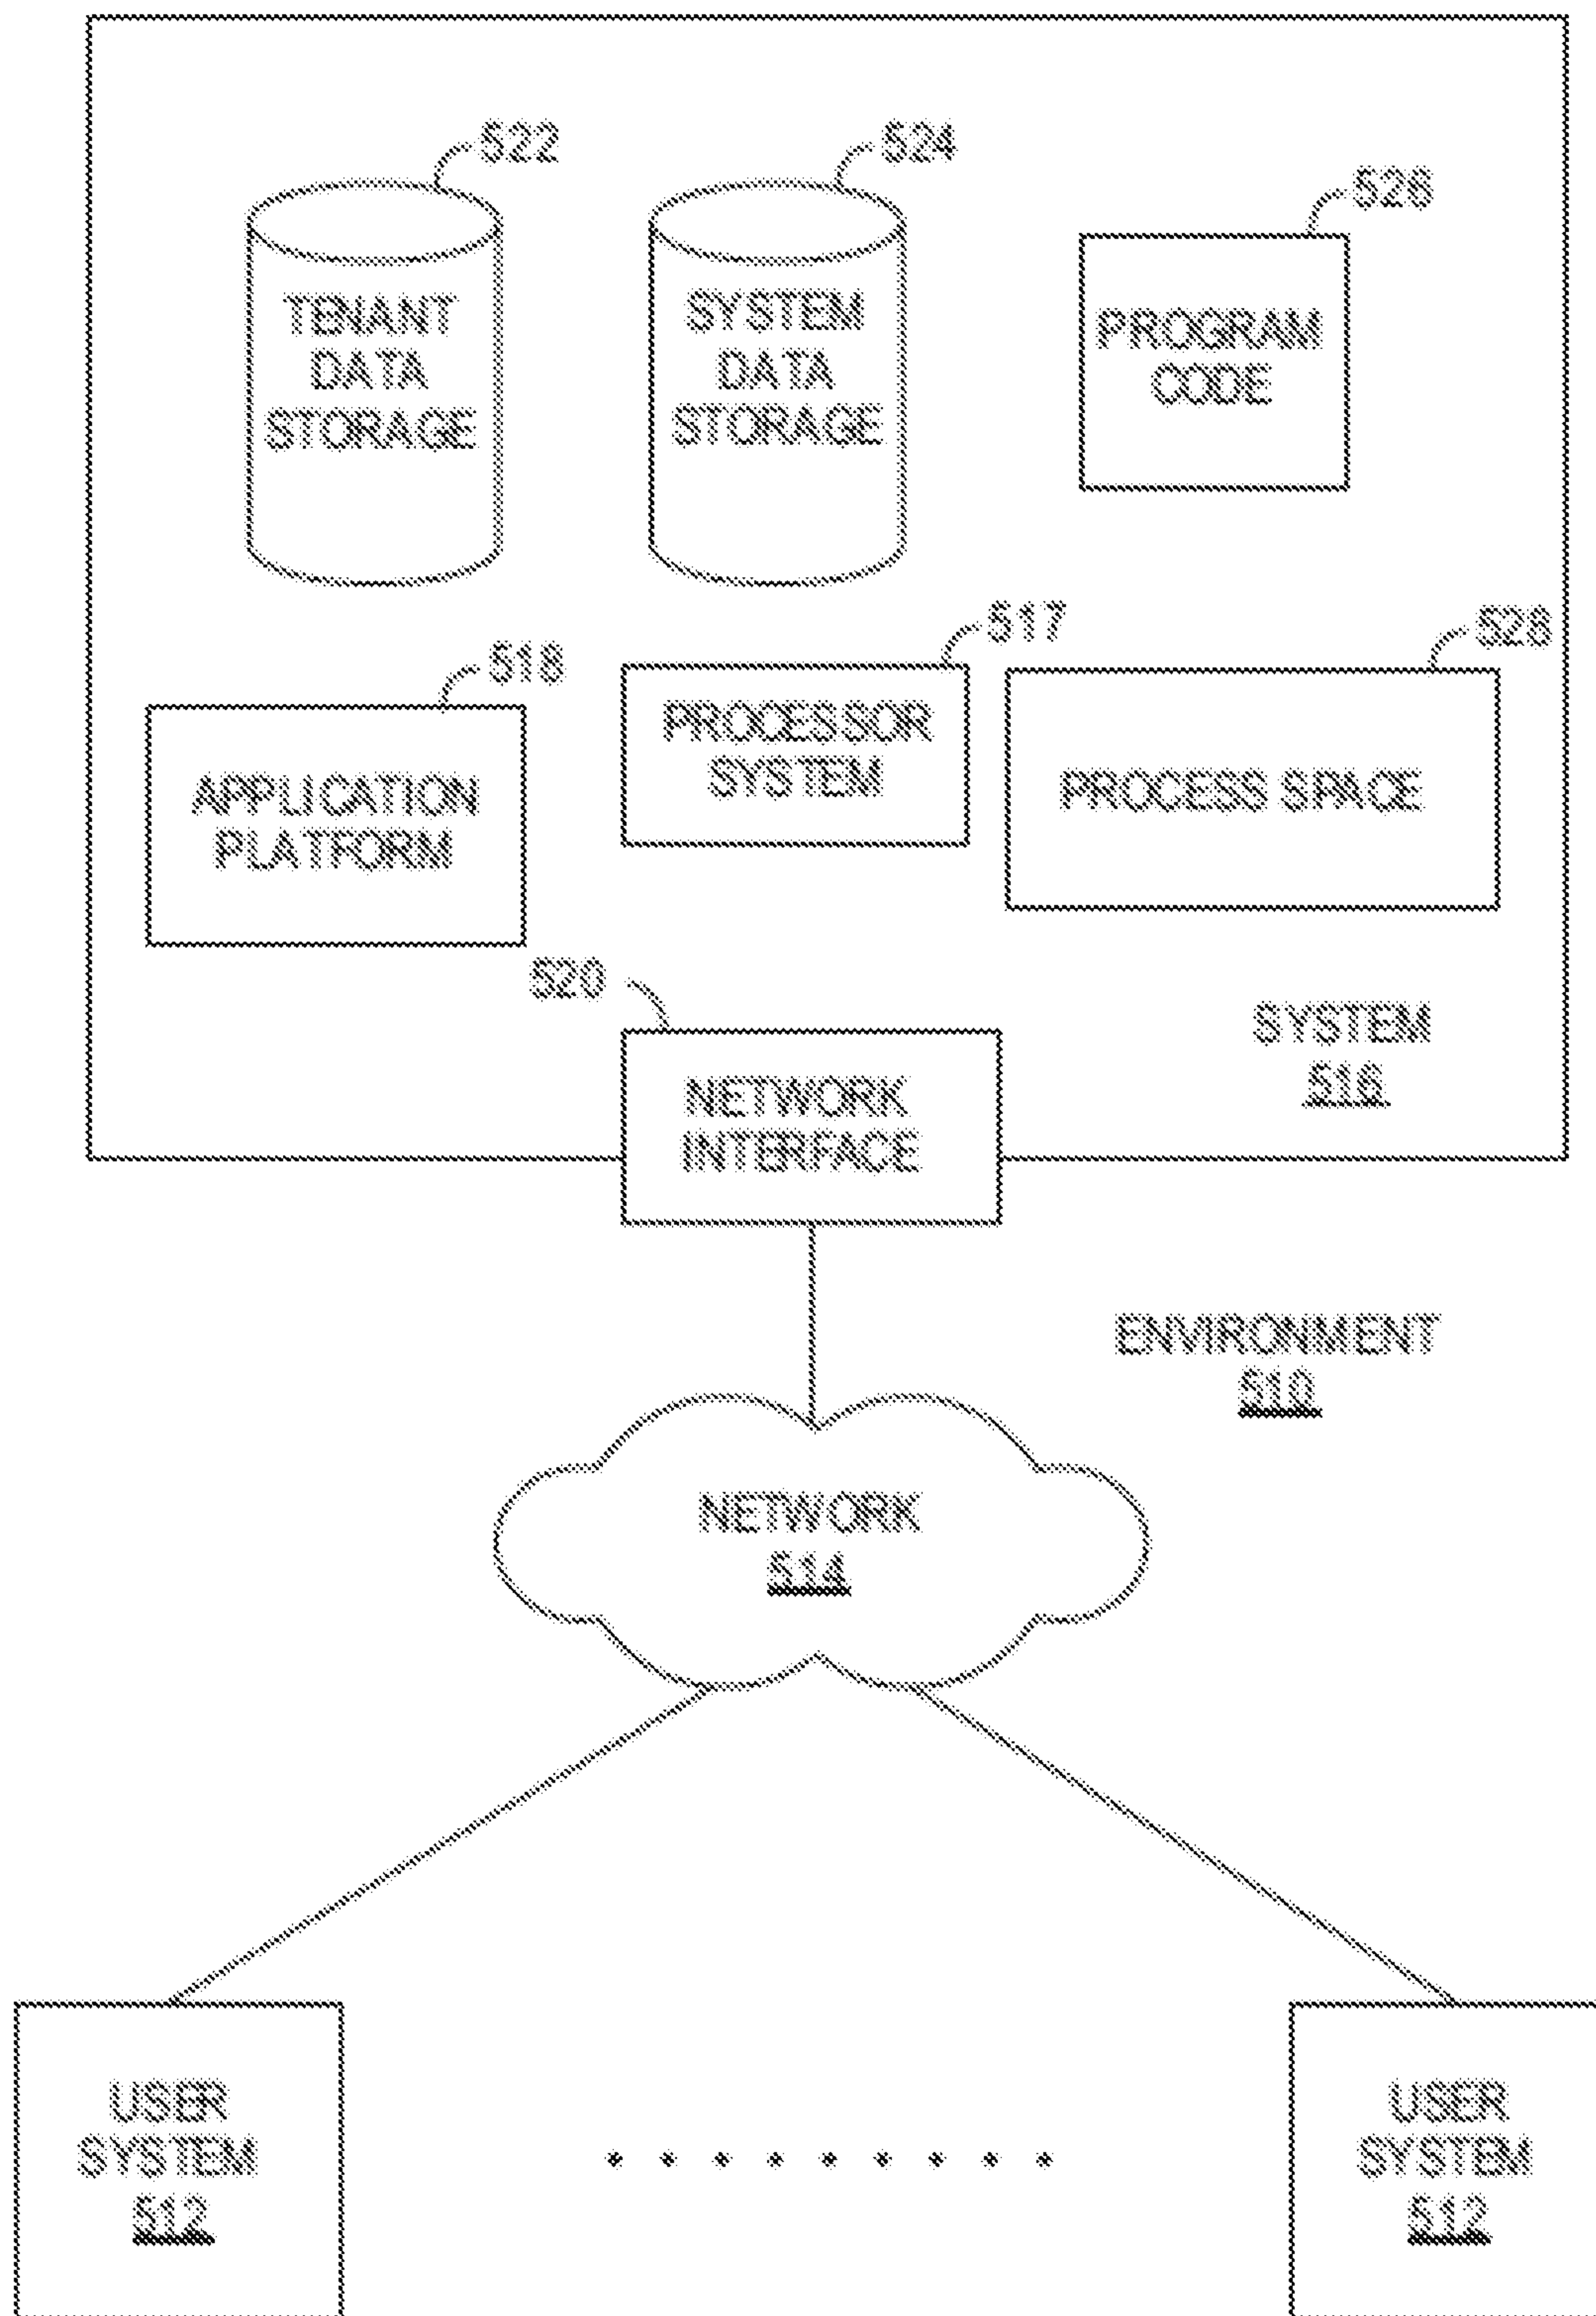 522
524
526
TENANT
DATA
STORAGE
SYSTEM
DATA
STORAGE
PROGRAM
CODE
518
517
528
APPLICATION
PLATFORM
PROCESSOR
SYSTEM
PROCESS SPACE
520
NETWORK
INTERFACE
SYSTEM
516
ENVIRONMENT
510
NETWORK
514
USER
SYSTEM
512
USER
SYSTEM
512